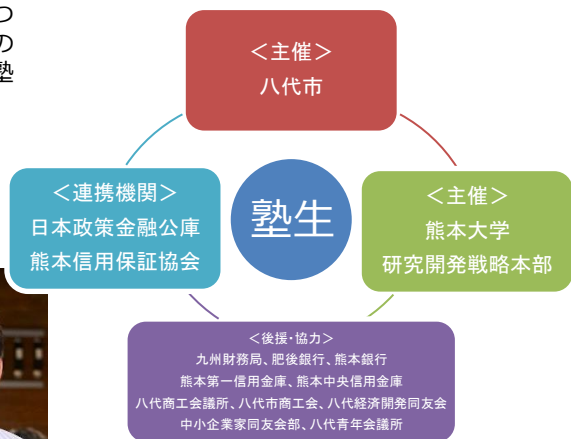 つ
の
塾
＜主催＞
八代市
＜連携機関＞
日本政策金融公庫
熊本信用保証協会
塾生
＜主催＞
熊本大学
研究開発戦略本部
＜後援・協力＞
九州財務局、肥後銀行、熊本銀行
熊本第一信用金庫、熊本中央信用金庫
八代商工会議所、八代市商工会、八代経済開発同友会
中小企業家同友会部、八代青年会議所